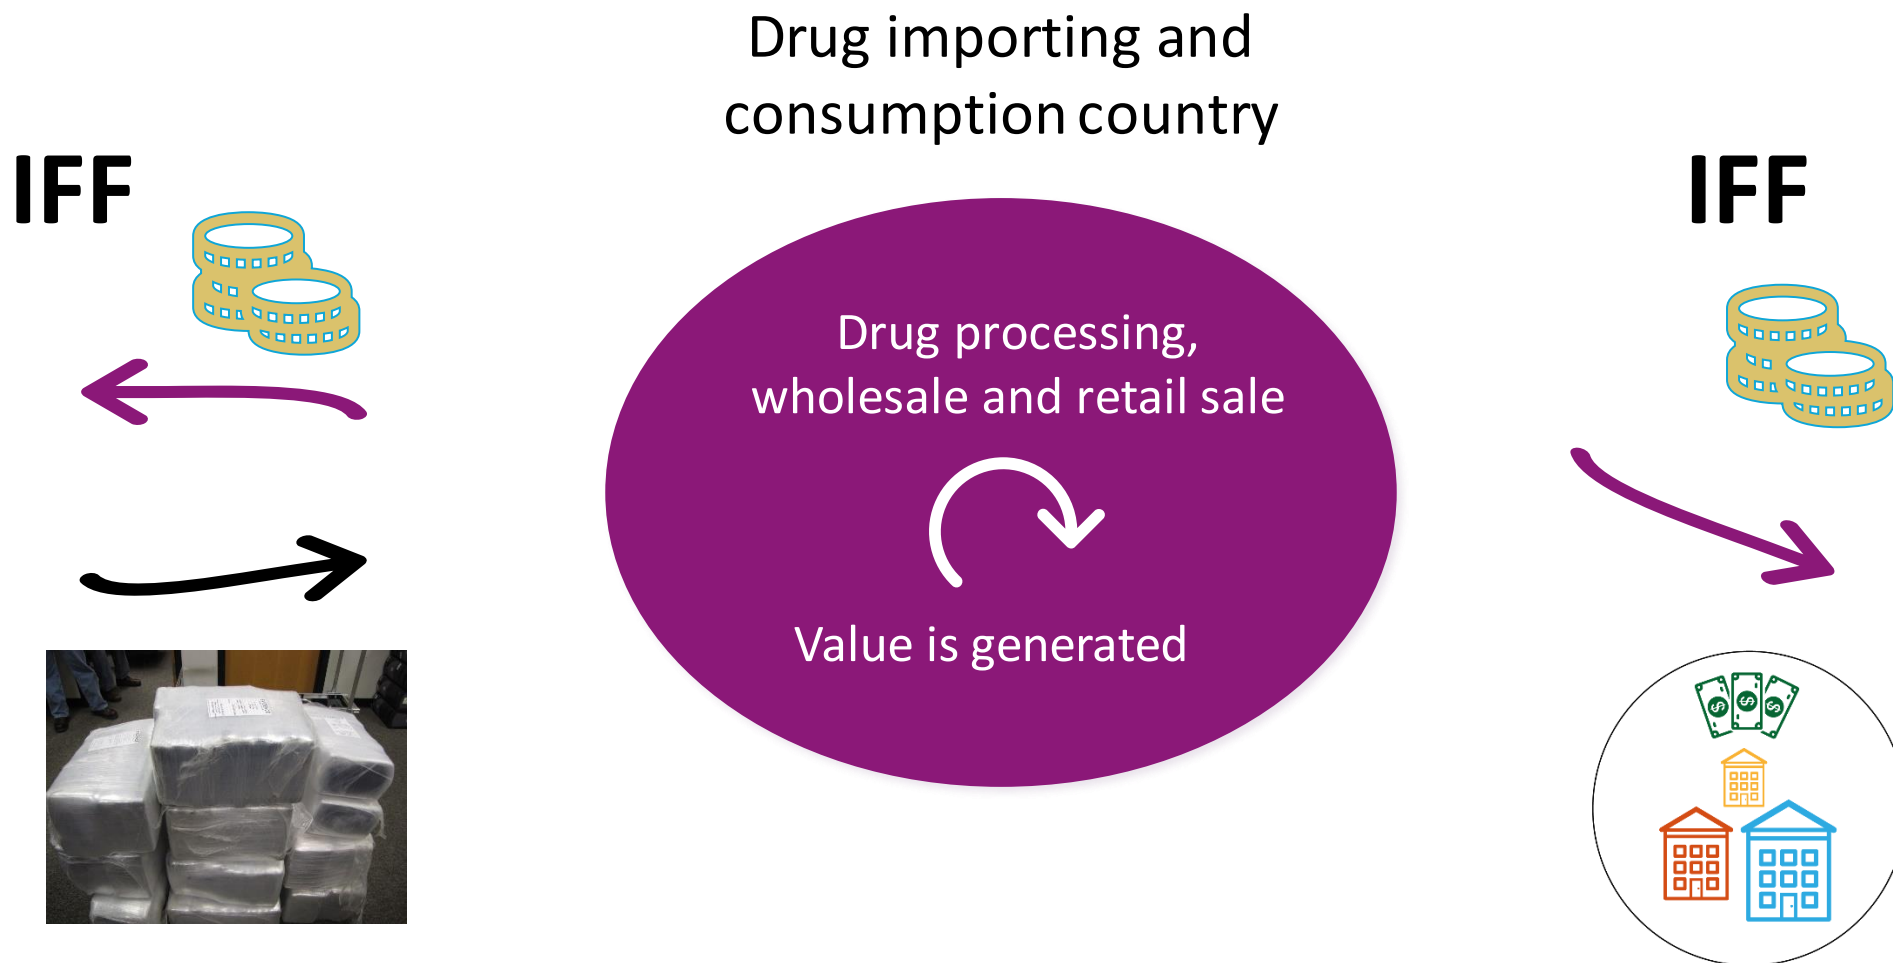 Drug importing and
consumption country
IFF
IFF
Drug processing,
wholesale and retail sale
Value is generated
$ $ $